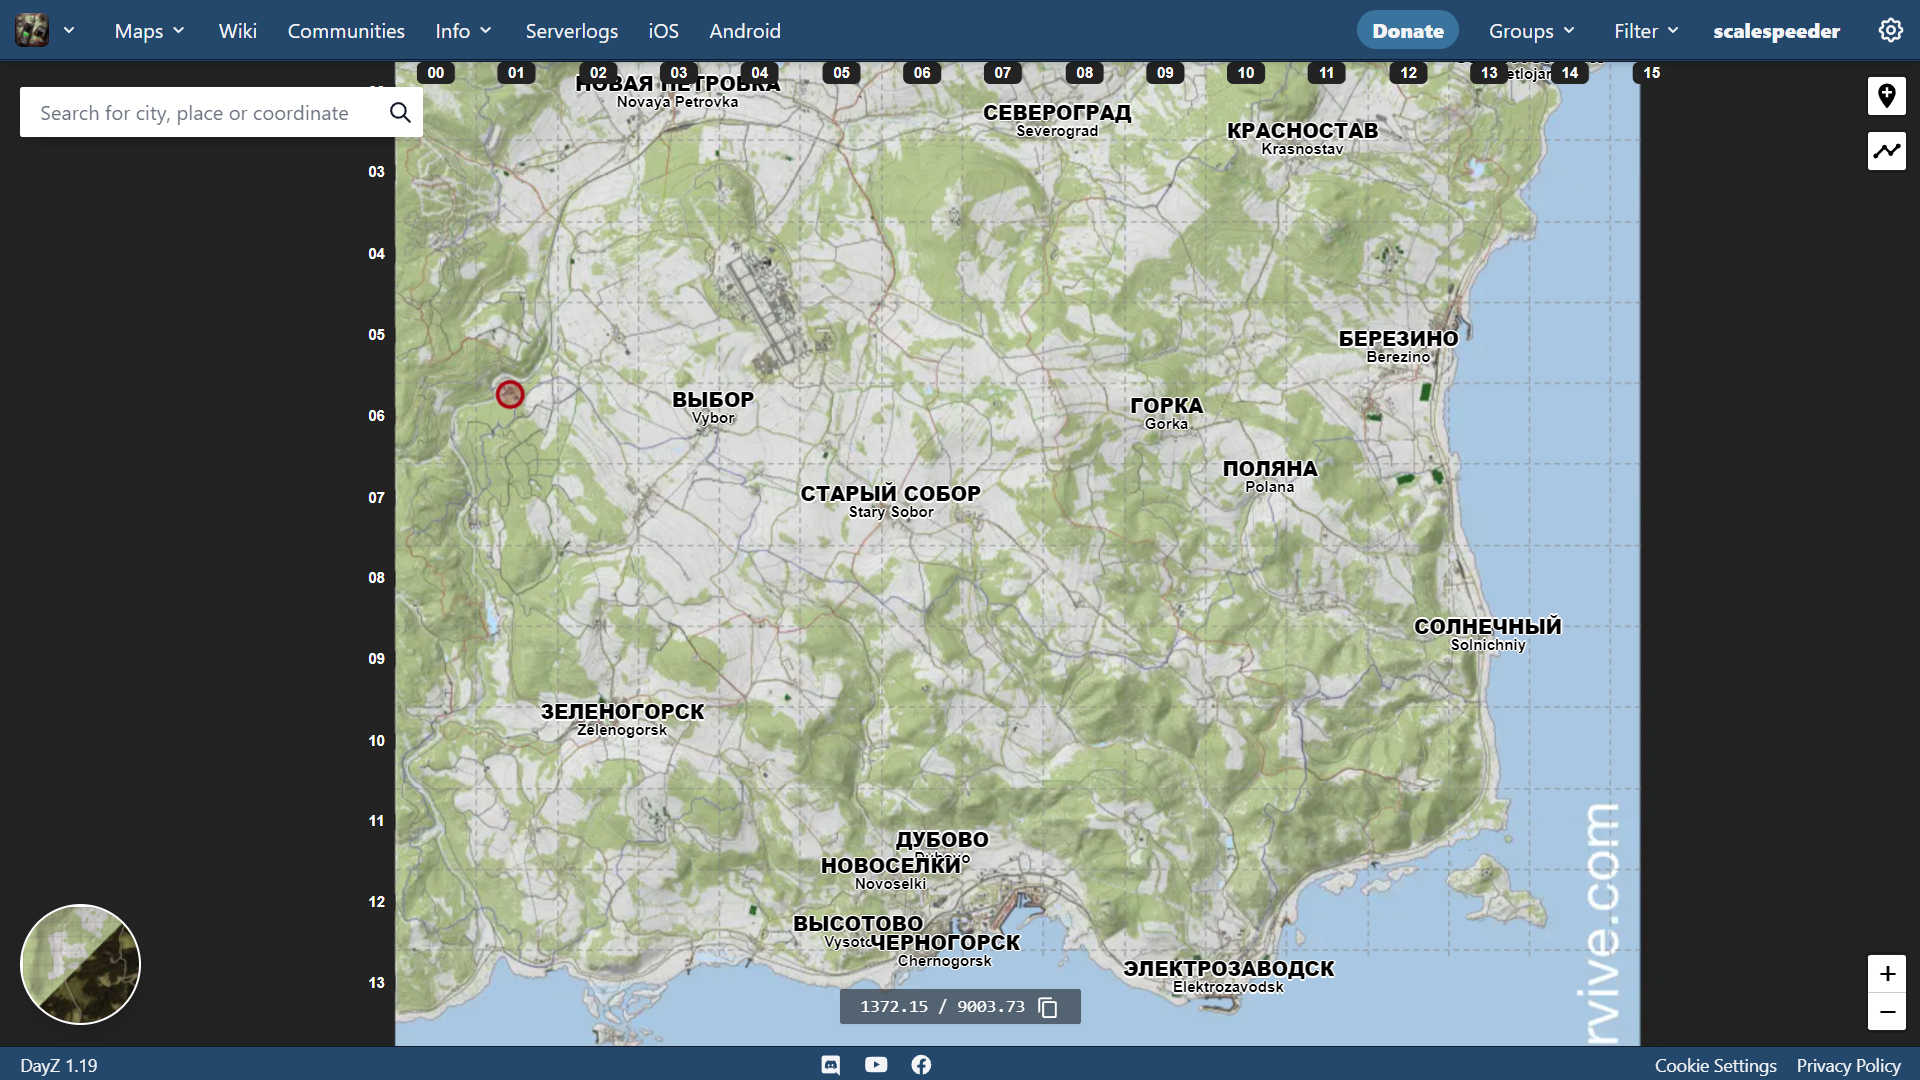 Maps
Wiki
Communities
Info
Serverlogs
iOS
Android
Donate
Groups
Filter
scalespeeder
00 01 02 03 04 05 06 07 08 09 10 11 12 13 14 15
Search for city, place or coordinate
НОВАЯ ПЕТРОВКА
Novaya Petrovka
СЕВЕРОГРАД
Severograd
КРАСНОСТАВ
Krasnostav
03
04
05
БЕРЕЗИНО
Berezino
ВЫБОР
Vybor
ГОРКА
Gorka
06
ПОЛЯНА
Polana
07
СТАРЫЙ СОБОР
Stary Sobor
08
СОЛНЕЧНЫЙ
Solnichniy
09
ЗЕЛЕНОГОРСК
Zelenogorsk
10
11
ДУБОВО
НОВОСЕЛКИ
Novoselki
12
ВЫСОТОВО
ЧЕРНОГОРСК
Chernogorsk
ЭЛЕКТРОЗАВОДСК
Elektrozavodsk
13
1372.15 / 9003.73
rvive.com
+
−
DayZ 1.19
Cookie Settings
Privacy Policy